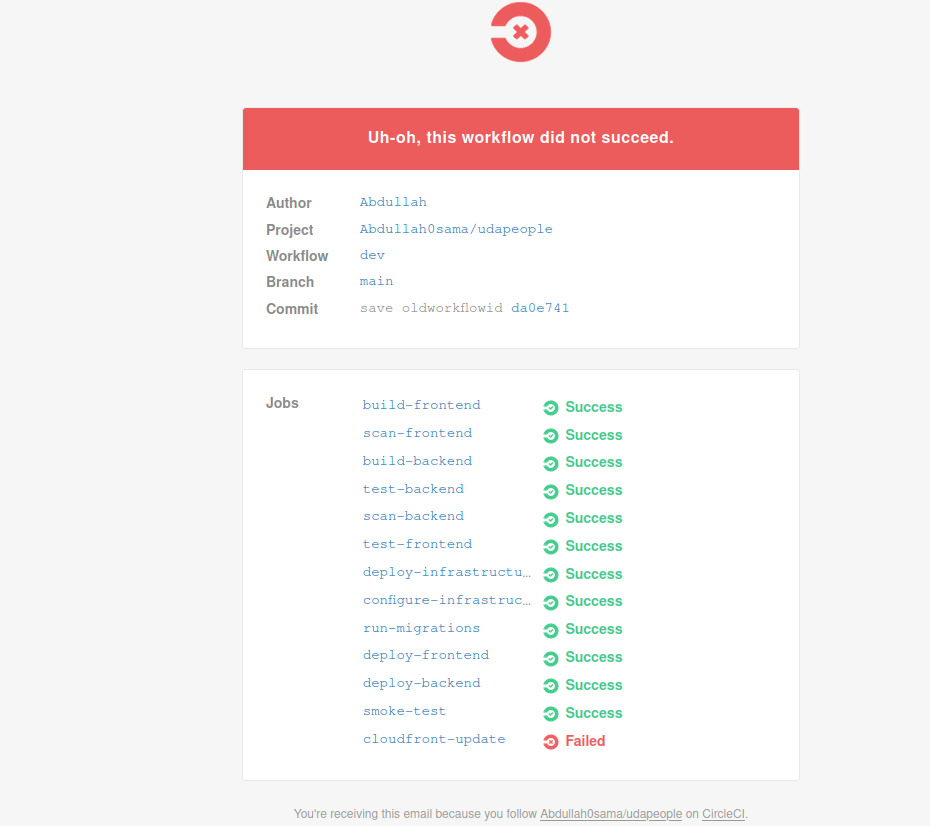 Uh-oh, this workflow did not succeed.
Author Abdullah
Project Abdullah0sama/udapeople
Workflow dev
Branch main
Commit save oldworkflowid da0e741
Jobs build-frontend Success
scan-frontend Success
build-backend Success
test-backend Success
scan-backend Success
test-frontend Success
deploy-infrastructu… Success
configure-infrastruc… Success
run-migrations Success
deploy-frontend Success
deploy-backend Success
smoke-test Success
cloudfront-update Failed
You're receiving this email because you follow Abdullah0sama/udapeople on CircleCI.